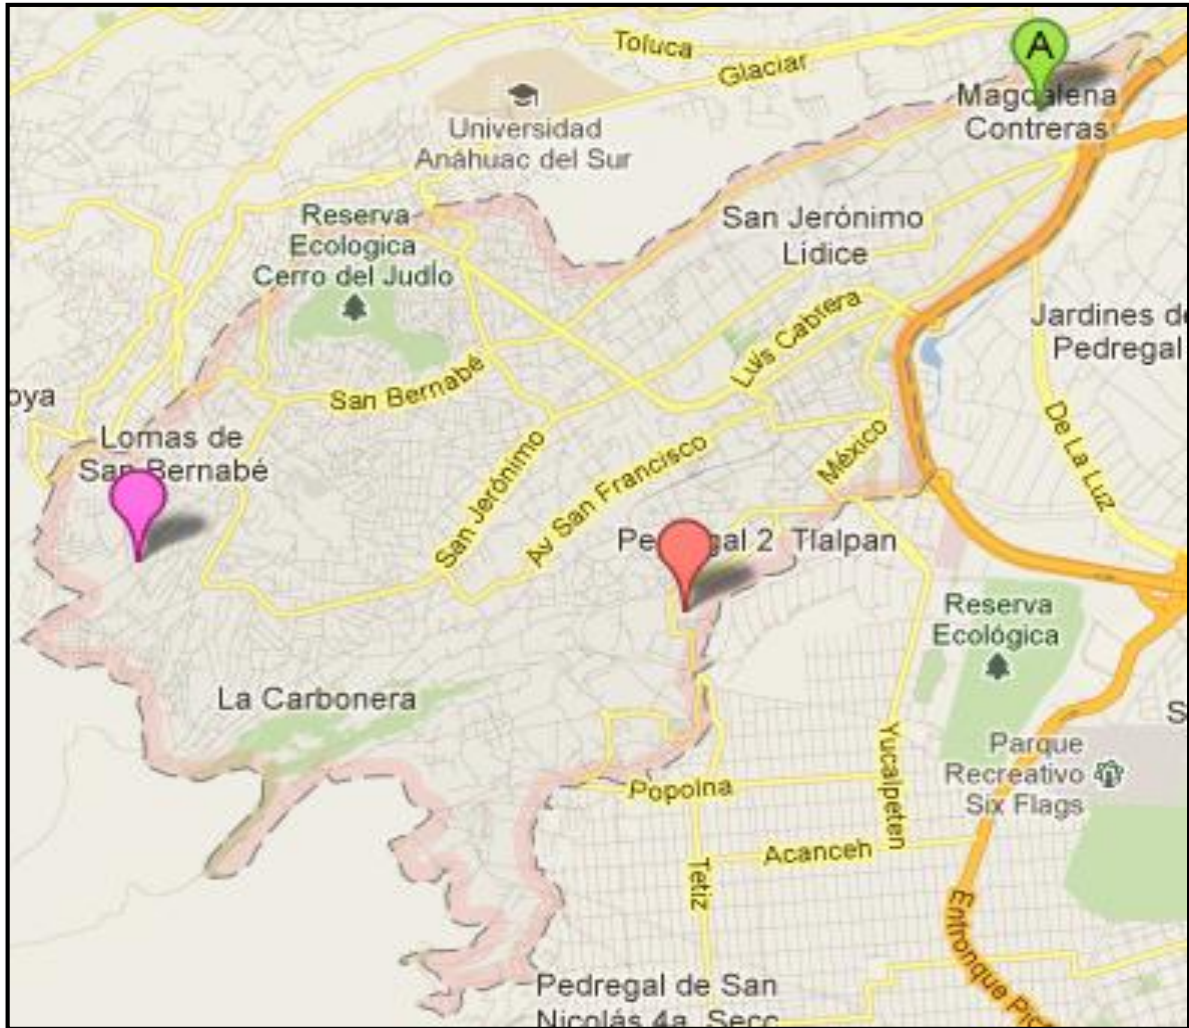 Toluca
Glaciar
A
Magdalena
Contreras
Universidad
Anáhuac del Sur
Reserva
Ecologica
Cerro del Judío
San Jerónimo
Lídice
Luis Cabrera
Jardines de
Pedregal
oya
San Bernabé
Lomas de
San Bernabé
San Jerónimo
Av San Francisco
México
De La Luz
Pedregal 2 Tlalpan
Reserva
Ecológica
La Carbonera
S
Yucalpeten
Parque
Recreativo
Six Flags
Popolna
Acanceh
Tetiz
Entronque Pic
Pedregal de San
Nicolás 4a. Secc